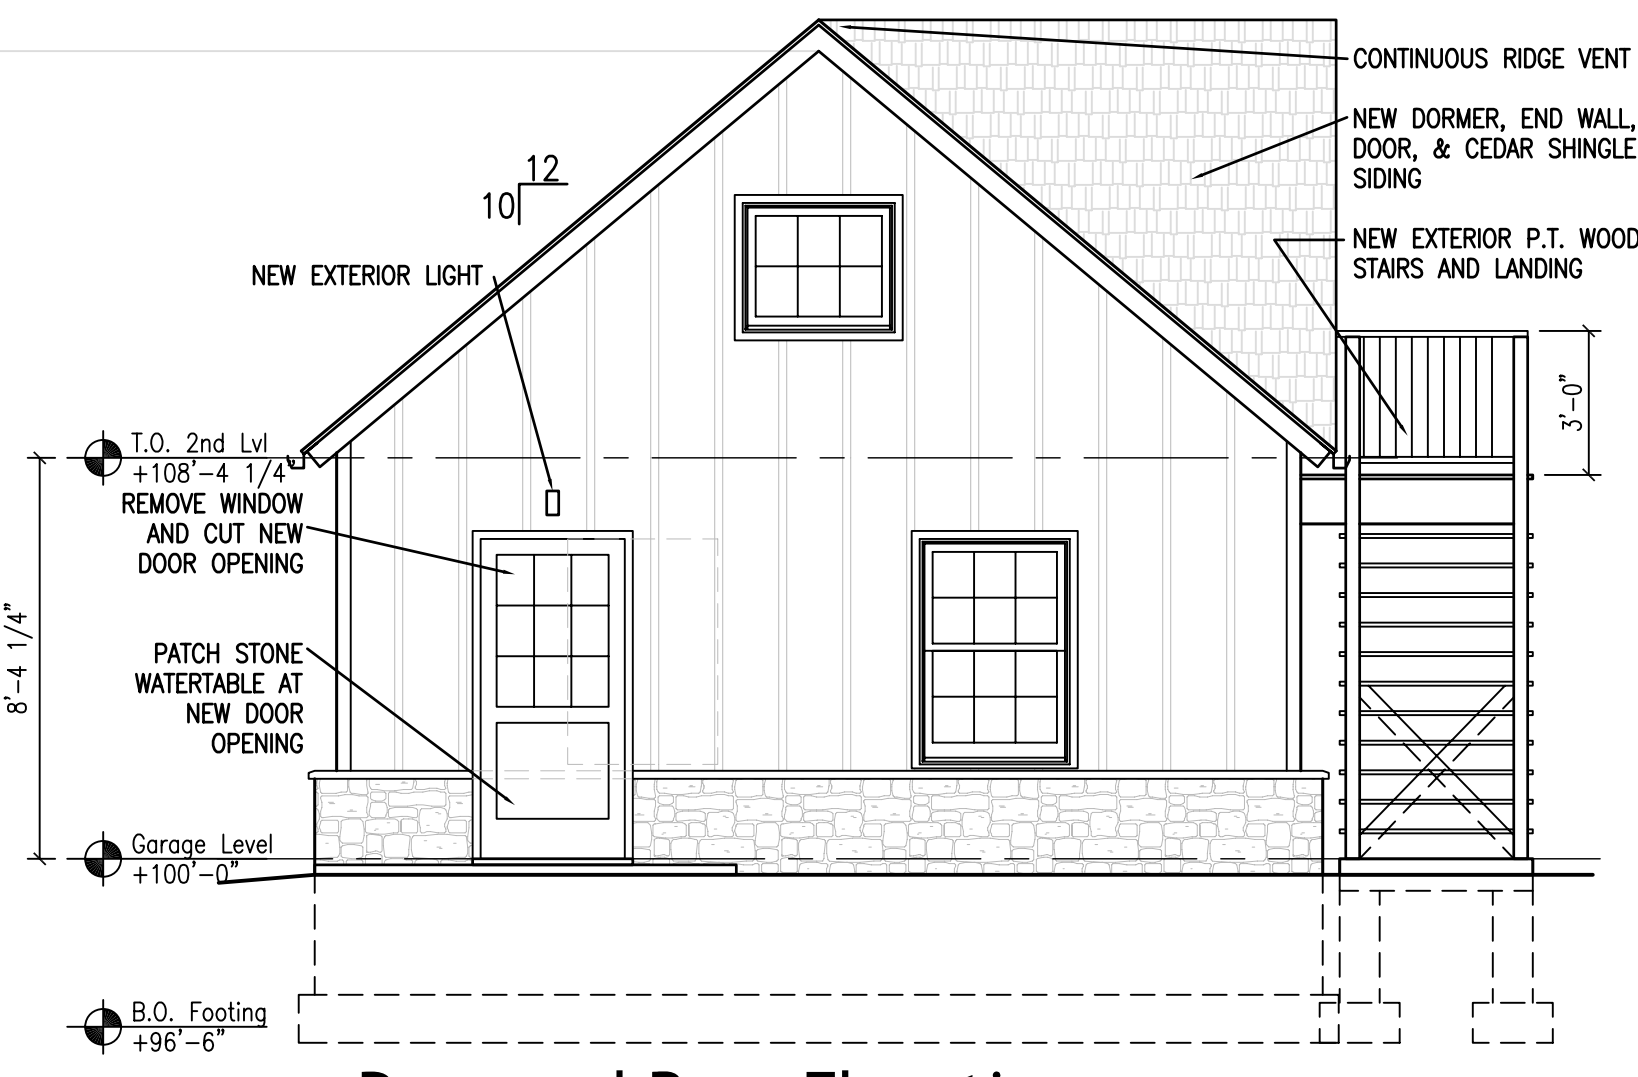 CONTINUOUS RIDGE VENT
NEW DORMER, END WALL,
DOOR, & CEDAR SHINGLE
SIDING
12
10
NEW EXTERIOR P.T. WOOD
STAIRS AND LANDING
NEW EXTERIOR LIGHT
3'-0"
T.O. 2nd Lvl
+108'-4 1/4"
REMOVE WINDOW
AND CUT NEW
DOOR OPENING
8'-4 1/4"
PATCH STONE
WATERTABLE AT
NEW DOOR
OPENING
Garage Level
+100'-0"
B.O. Footing
+96'-6"